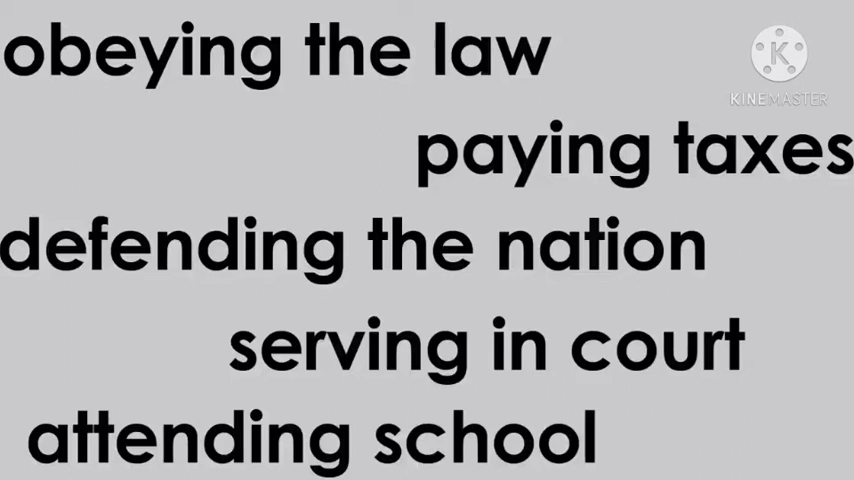 obeying the law
K
KINEMASTER
paying taxes
defending the nation
serving in court
attending school